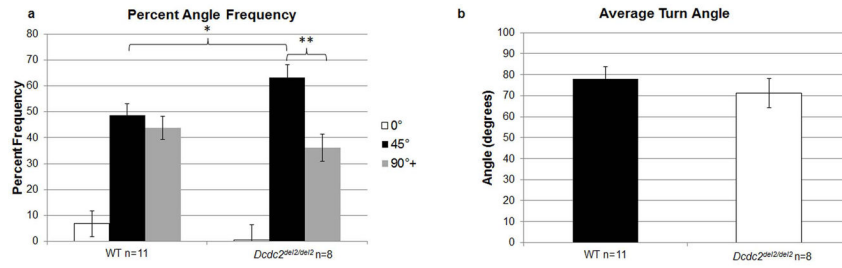 a
Percent Angle Frequency
80
70
60
50
40
30
20
10
0
Percent Frequency
*
**
0°
45°
90°+
WT n=11
Dcdc2del2/del2 n=8
b
Average Turn Angle
100
90
80
70
60
50
40
30
20
10
0
Angle (degrees)
WT n=11
Dcdc2del2/del2 n=8